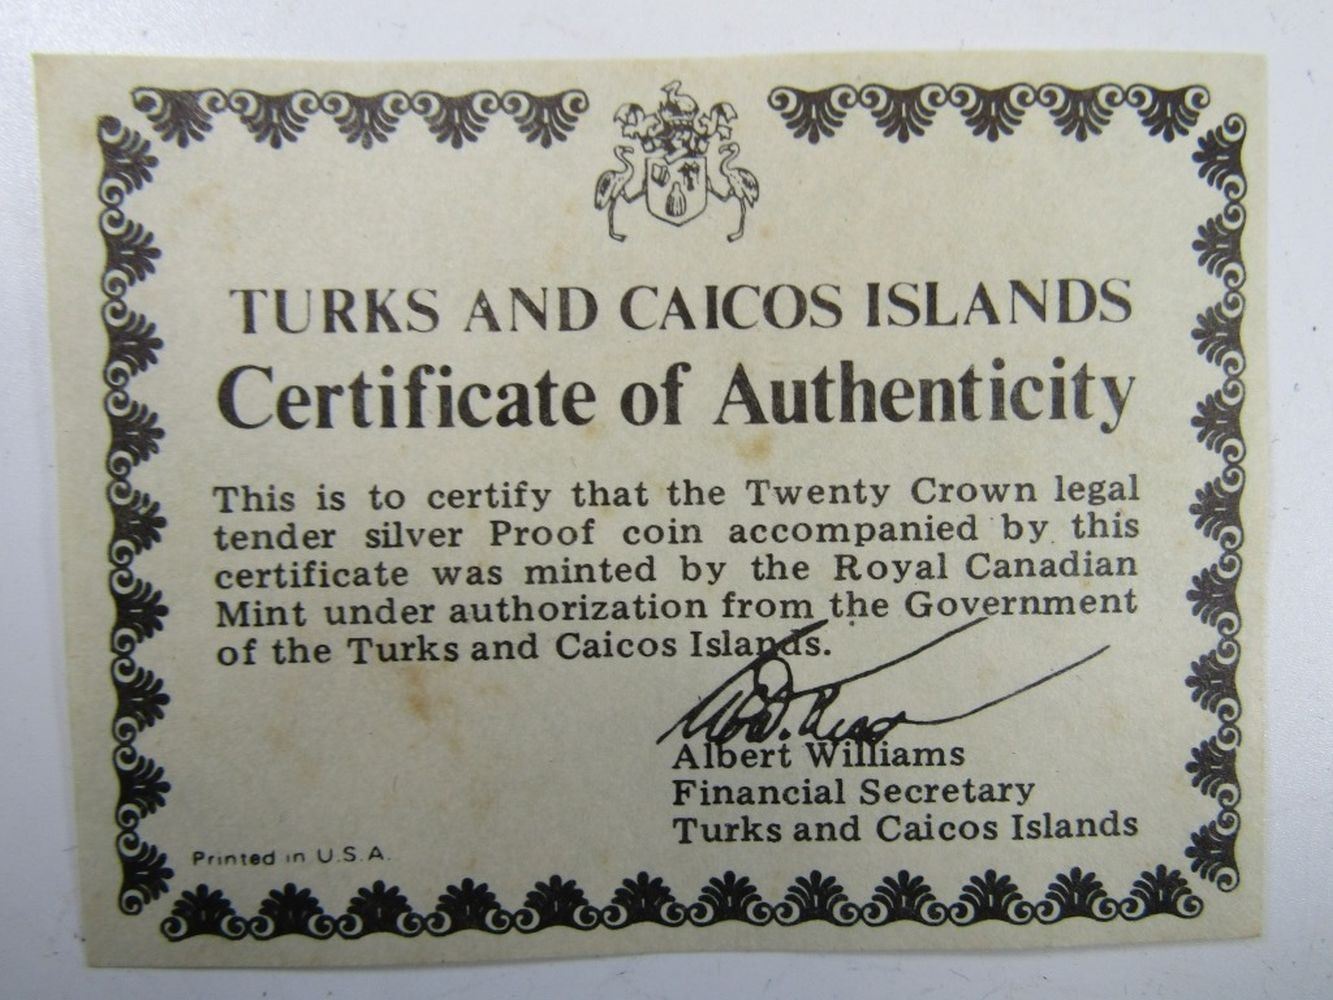 TURKS AND CAICOS ISLANDS
Certificate of Authenticity
This is to certify that the Twenty Crown legal
tender silver Proof coin accompanied by this
certificate was minted by the Royal Canadian
Mint under authorization from the Government
of the Turks and Caicos Islands.
Albert Williams
Financial Secretary
Turks and Caicos Islands
Printed in U.S.A.